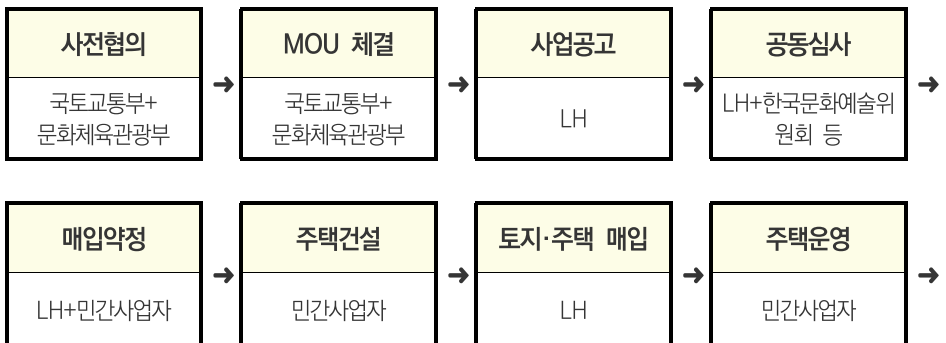 사전협의
국토교통부+
문화체육관광부
➜
MOU 체결
국토교통부+
문화체육관광부
➜
사업공고
LH
➜
공동심사
LH+한국문화예술위
원회 등
➜
매입약정
LH+민간사업자
➜
주택건설
민간사업자
➜
토지·주택 매입
LH
➜
주택운영
민간사업자
➜